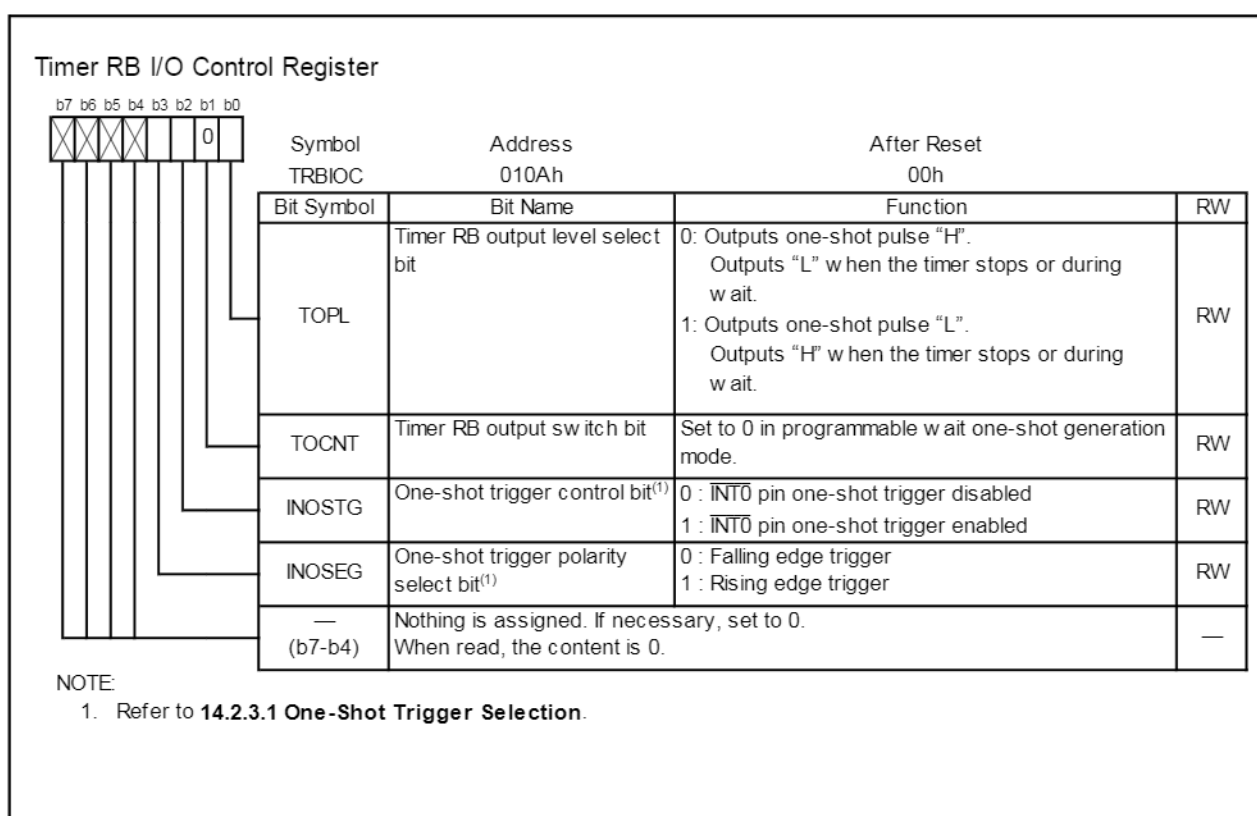 Timer RB I/O Control Register
b7 b6 b5 b4 b3 b2 b1 b0
0
Symbol Address After Reset
TRBIOC 010Ah 00h
Bit Symbol Bit Name Function RW
TOPL
Timer RB output level select
bit
0: Outputs one-shot pulse “H”.
Outputs “L” w hen the timer stops or during
w ait.
1: Outputs one-shot pulse “L”.
Outputs “H” w hen the timer stops or during
w ait.
RW
TOCNT
Timer RB output sw itch bit
Set to 0 in programmable w ait one-shot generation
mode.
RW
INOSTG
One-shot trigger control bit(1)
0 : INT0 pin one-shot trigger disabled
1 : INT0 pin one-shot trigger enabled
RW
INOSEG
One-shot trigger polarity
select bit(1)
0 : Falling edge trigger
1 : Rising edge trigger
RW
—
(b7-b4)
Nothing is assigned. If necessary, set to 0.
When read, the content is 0.
—
NOTE:
1. Refer to 14.2.3.1 One-Shot Trigger Selection.